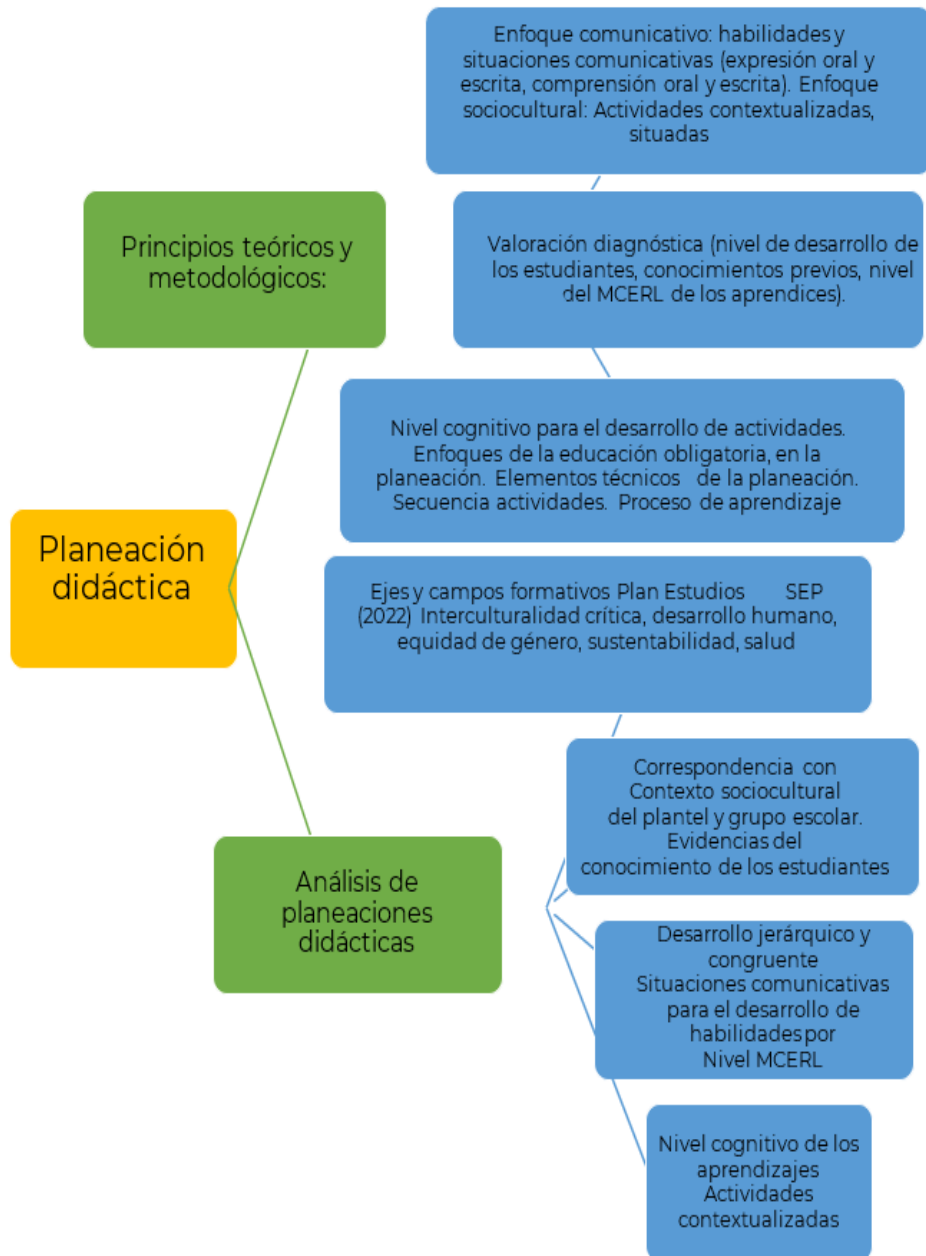 Enfoque comunicativo: habilidades y
situaciones comunicativas (expresión oral y
escrita, comprensión oral y escrita). Enfoque
sociocultural: Actividades contextualizadas,
situadas
Principios teóricos y
metodológicos:
Valoración diagnóstica (nivel de desarrollo de
los estudiantes, conocimientos previos, nivel
del MCERL de los aprendices).
Nivel cognitivo para el desarrollo de actividades.
Enfoques de la educación obligatoria, en la
planeación. Elementos técnicos de la planeación.
Secuencia actividades. Proceso de aprendizaje
Planeación
didáctica
Ejes y campos formativos Plan Estudios SEP
(2022) Interculturalidad crítica, desarrollo humano,
equidad de género, sustentabilidad, salud
Correspondencia con
Contexto sociocultural
del plantel y grupo escolar.
Evidencias del
conocimiento de los estudiantes
Análisis de
planeaciones
didácticas
Desarrollo jerárquico y
congruente
Situaciones comunicativas
para el desarrollo de
habilidades por
Nivel MCERL
Nivel cognitivo de los
aprendizajes
Actividades
contextualizadas